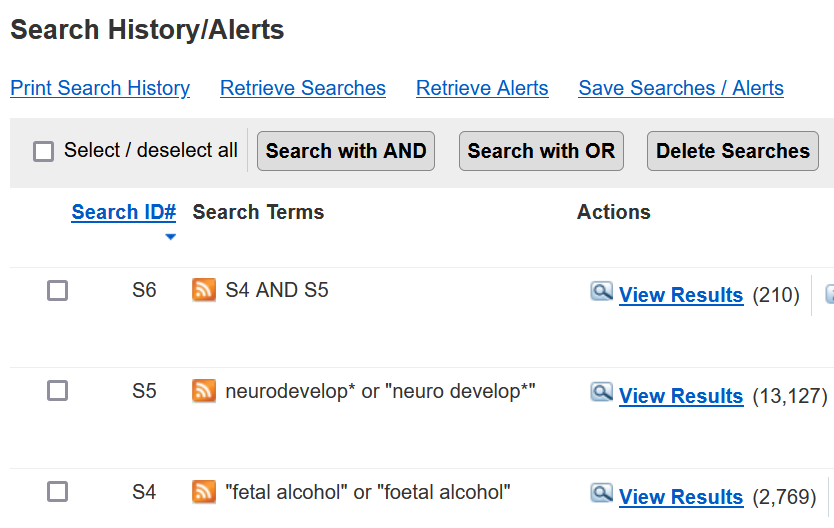 Search History/Alerts
Print Search History Retrieve Searches Retrieve Alerts Save Searches / Alerts
Select / deselect all Search with AND Search with OR Delete Searches
Search ID# Search Terms Actions
S6 S4 AND S5 View Results (210)
S5 neurodevelop* or "neuro develop*" View Results (13,127)
S4 "fetal alcohol" or "foetal alcohol" View Results (2,769)